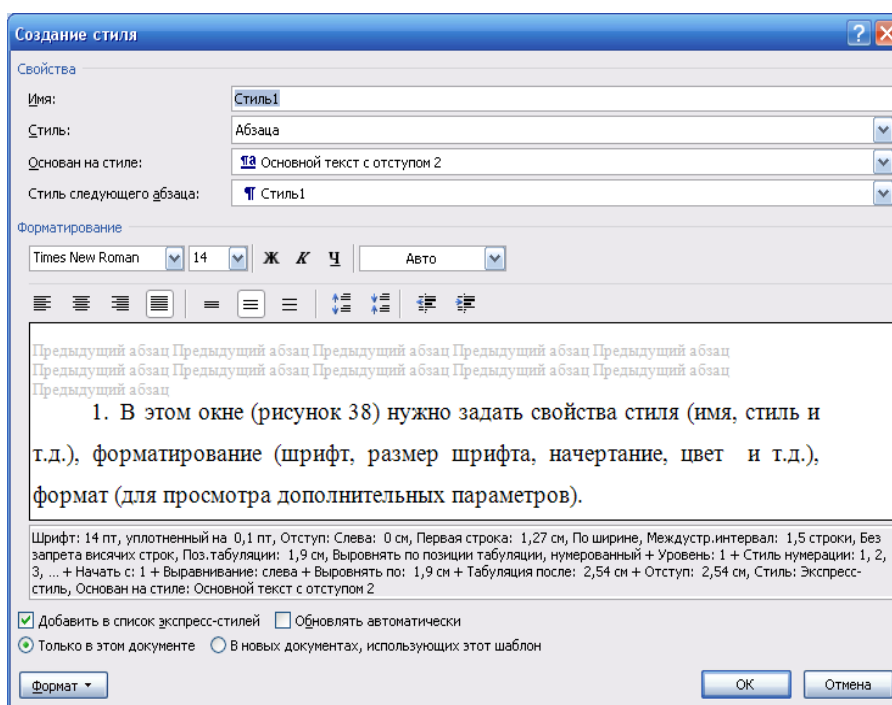 Создание стиля
Свойства
Имя: Стиль1
Стиль: Абзаца
Основан на стиле: ¶a Основной текст с отступом 2
Стиль следующего абзаца: ¶ Стиль1
Форматирование
Times New Roman 14 Ж К Ч Авто
Предыдущий абзац Предыдущий абзац Предыдущий абзац Предыдущий абзац Предыдущий абзац
Предыдущий абзац Предыдущий абзац Предыдущий абзац Предыдущий абзац Предыдущий абзац
Предыдущий абзац
1. В этом окне (рисунок 38) нужно задать свойства стиля (имя, стиль и
т.д.), форматирование (шрифт, размер шрифта, начертание, цвет и т.д.),
формат (для просмотра дополнительных параметров).
Шрифт: 14 пт, уплотненный на 0,1 пт, Отступ: Слева: 0 см, Первая строка: 1,27 см, По ширине, Междустр.интервал: 1,5 строки, Без
запрета висячих строк, Поз.табуляции: 1,9 см, Выровнять по позиции табуляции, нумерованный + Уровень: 1 + Стиль нумерации: 1, 2,
3, ... + Начать с: 1 + Выравнивание: слева + Выровнять по: 1,9 см + Табуляция после: 2,54 см + Отступ: 2,54 см, Стиль: Экспресс-
стиль, Основан на стиле: Основной текст с отступом 2
Добавить в список экспресс-стилей Обновлять автоматически
Только в этом документе В новых документах, использующих этот шаблон
Формат ОК Отмена